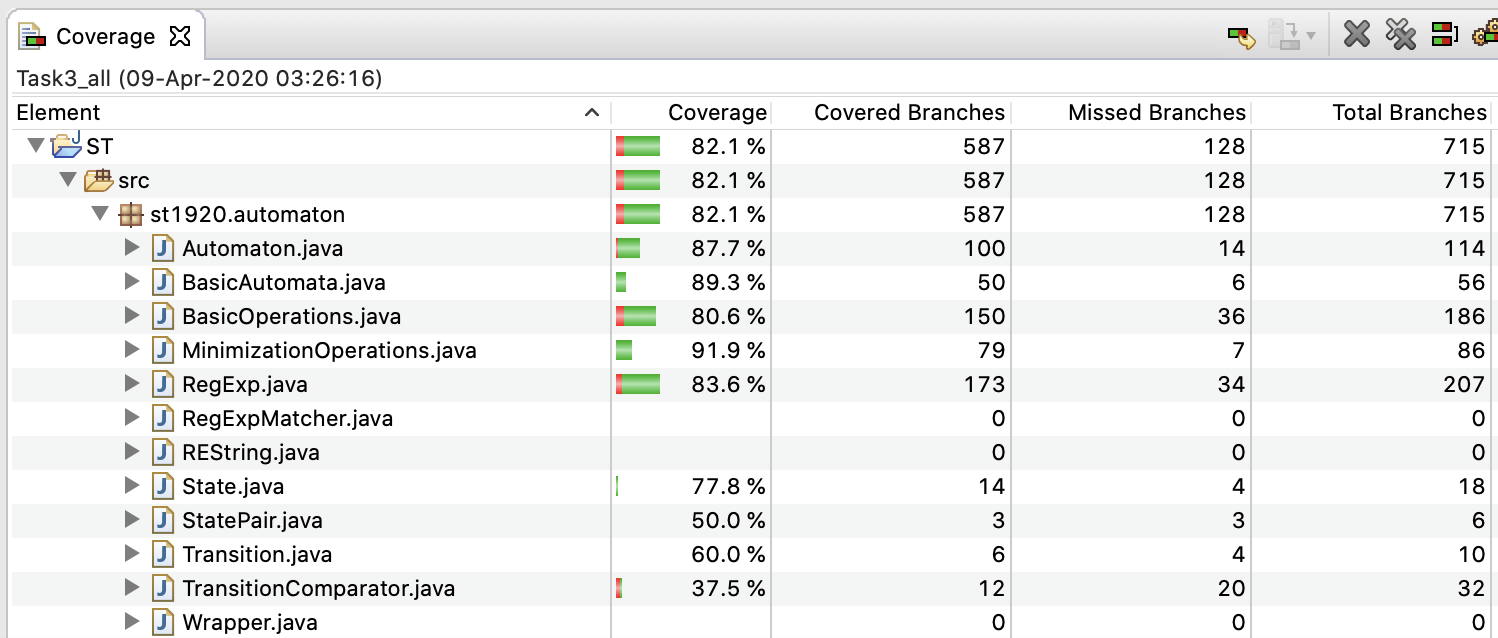 Coverage
Task3_all (09-Apr-2020 03:26:16)
Element Coverage Covered Branches Missed Branches Total Branches
ST 82.1 % 587 128 715
src 82.1 % 587 128 715
st1920.automaton 82.1 % 587 128 715
Automaton.java 87.7 % 100 14 114
BasicAutomata.java 89.3 % 50 6 56
BasicOperations.java 80.6 % 150 36 186
MinimizationOperations.java 91.9 % 79 7 86
RegExp.java 83.6 % 173 34 207
RegExpMatcher.java 0 0 0
REString.java 0 0 0
State.java 77.8 % 14 4 18
StatePair.java 50.0 % 3 3 6
Transition.java 60.0 % 6 4 10
TransitionComparator.java 37.5 % 12 20 32
Wrapper.java 0 0 0